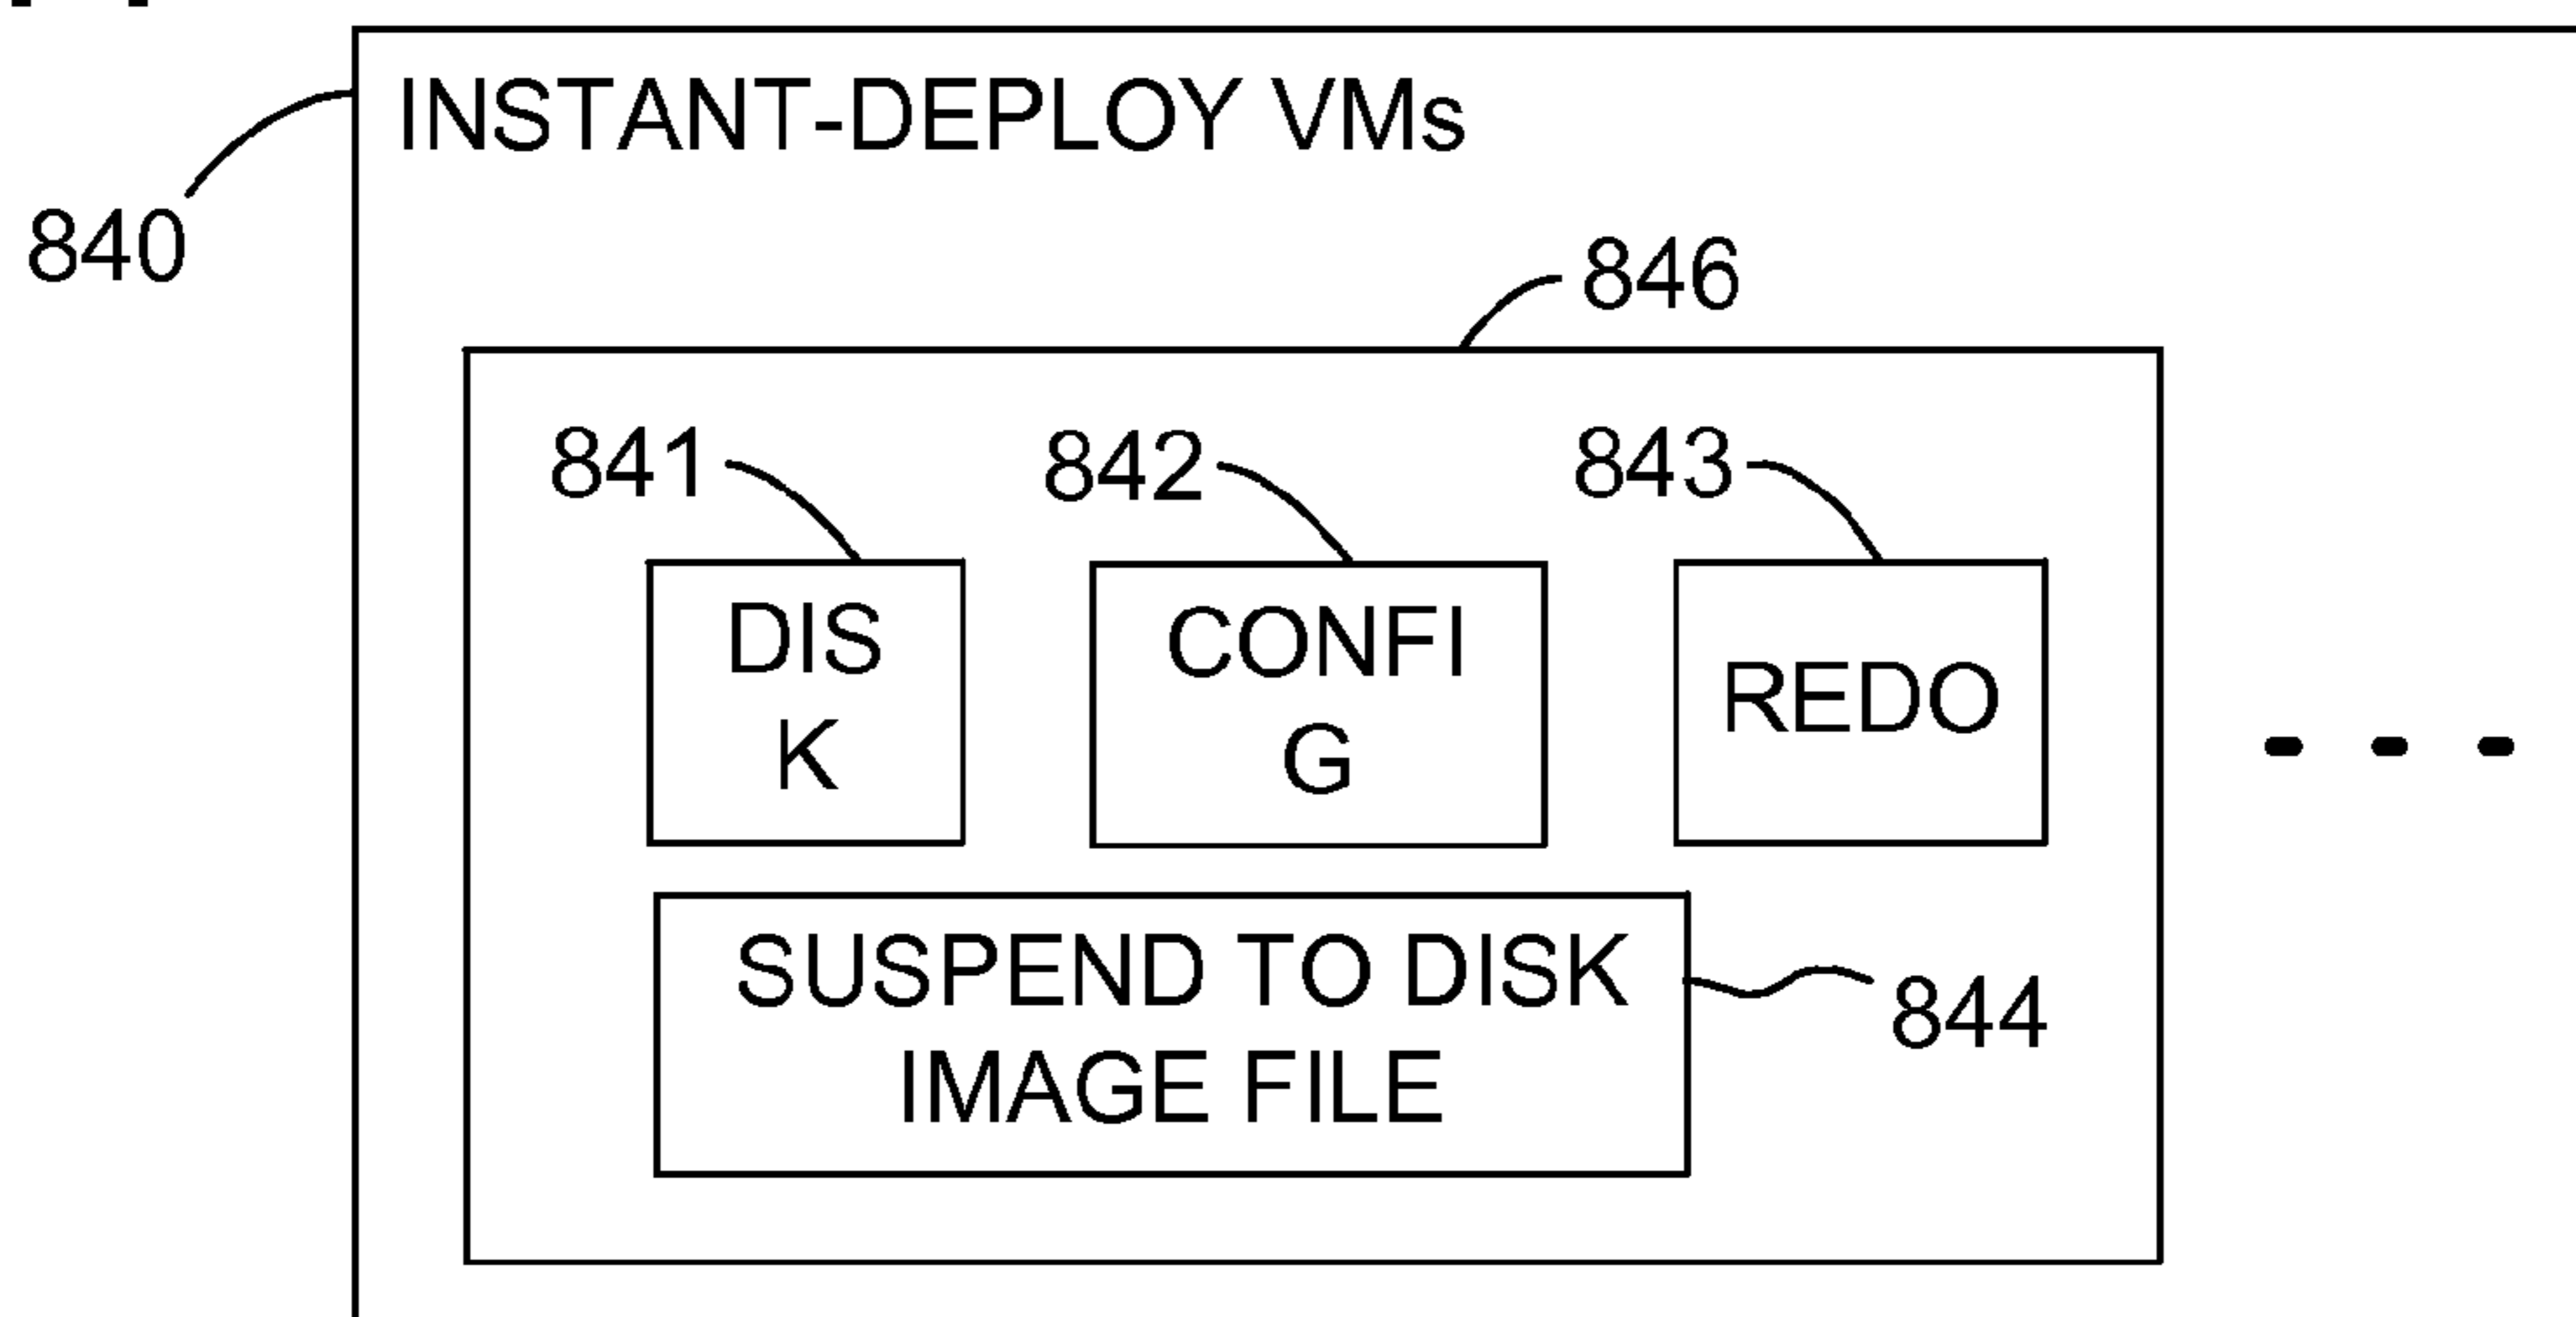 INSTANT-DEPLOY VMs
840
846
841
842
843
DIS
K
CONFI
G
REDO
SUSPEND TO DISK
IMAGE FILE
844